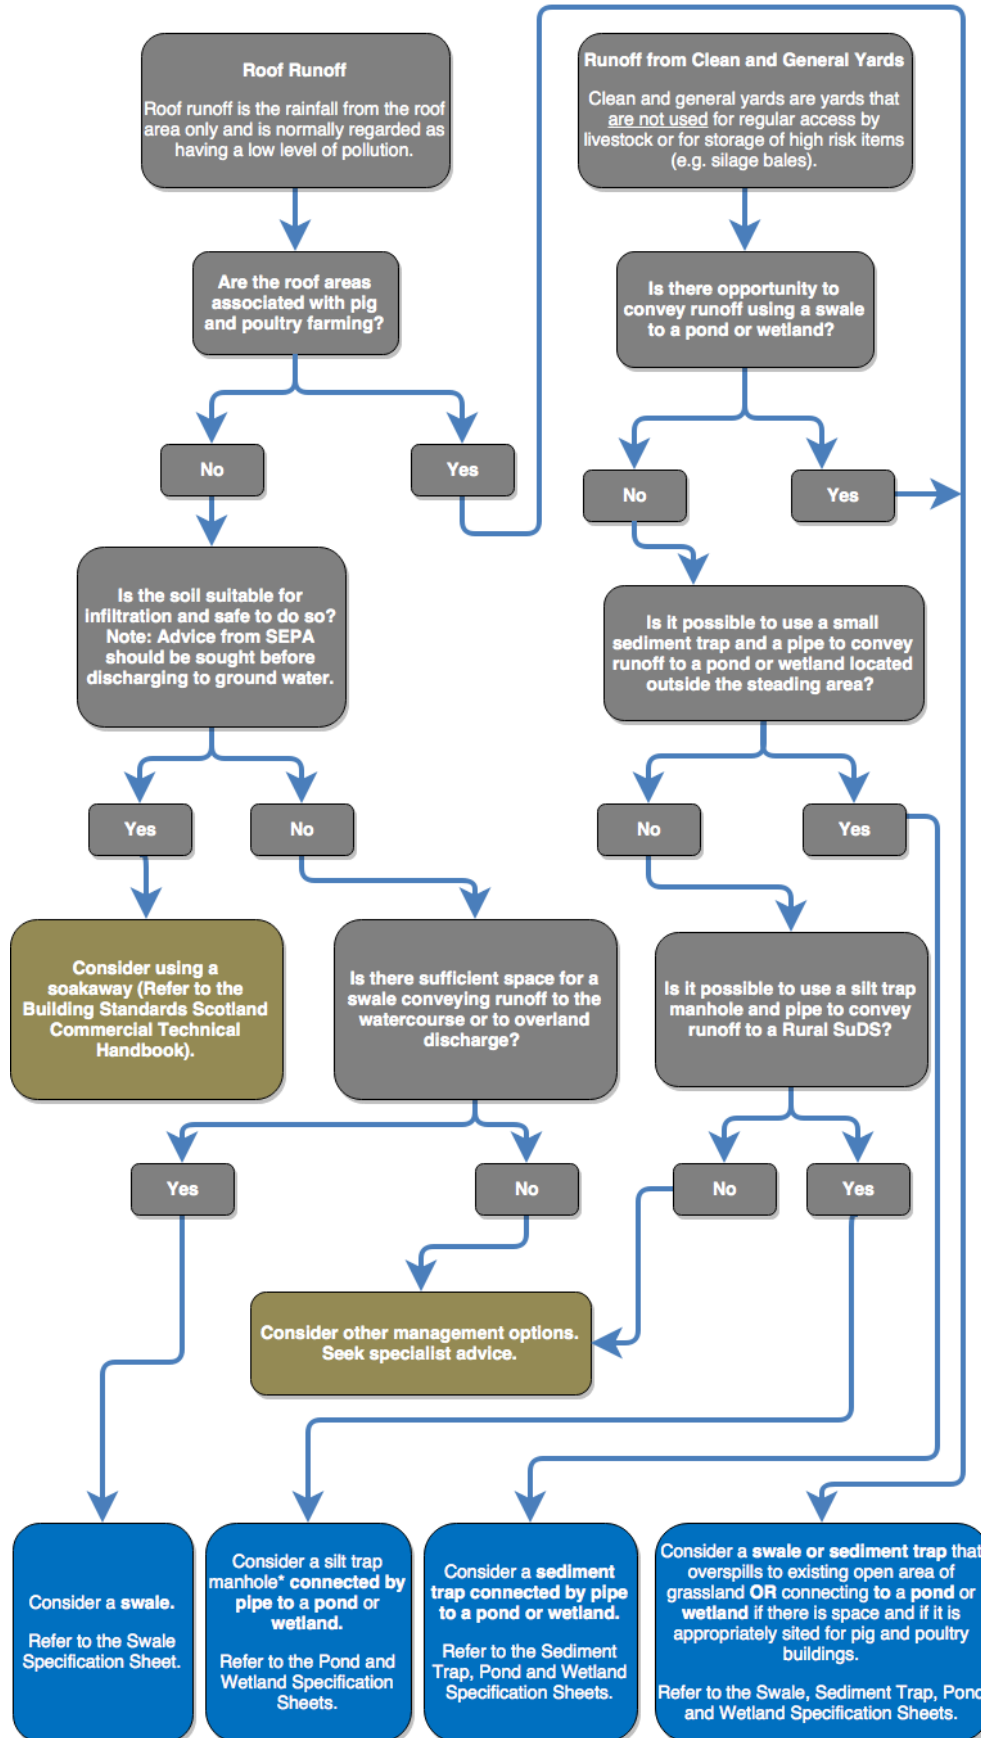 Roof Runoff
Roof runoff is the rainfall from the roof
area only and is normally regarded as
having a low level of pollution.
Runoff from Clean and General Yards
Clean and general yards are yards that
are not used for regular access by
livestock or for storage of high risk items
(e.g. silage bales).
Are the roof areas
associated with pig
and poultry farming?
Is there opportunity to
convey runoff using a swale
to a pond or wetland?
No
Yes
No
Yes
Is the soil suitable for
infiltration and safe to do so?
Note: Advice from SEPA
should be sought before
discharging to ground water.
Is it possible to use a small
sediment trap and a pipe to convey
runoff to a pond or wetland located
outside the steading area?
Yes
No
No
Yes
Consider using a
soakaway (Refer to the
Building Standards Scotland
Commercial Technical
Handbook).
Is there sufficient space for a
swale conveying runoff to the
watercourse or to overland
discharge?
Is it possible to use a silt trap
manhole and pipe to convey
runoff to a Rural SuDS?
Yes
No
No
Yes
Consider other management options.
Seek specialist advice.
Consider a swale.
Refer to the Swale
Specification Sheet.
Consider a silt trap
manhole* connected by
pipe to a pond or
wetland.
Refer to the Pond and
Wetland Specification
Sheets.
Consider a sediment
trap connected by pipe
to a pond or wetland.
Refer to the Sediment
Trap, Pond and Wetland
Specification Sheets.
Consider a swale or sediment trap that
overspills to existing open area of
grassland OR connecting to a pond or
wetland if there is space and if it is
appropriately sited for pig and poultry
buildings.
Refer to the Swale, Sediment Trap, Pond
and Wetland Specification Sheets.